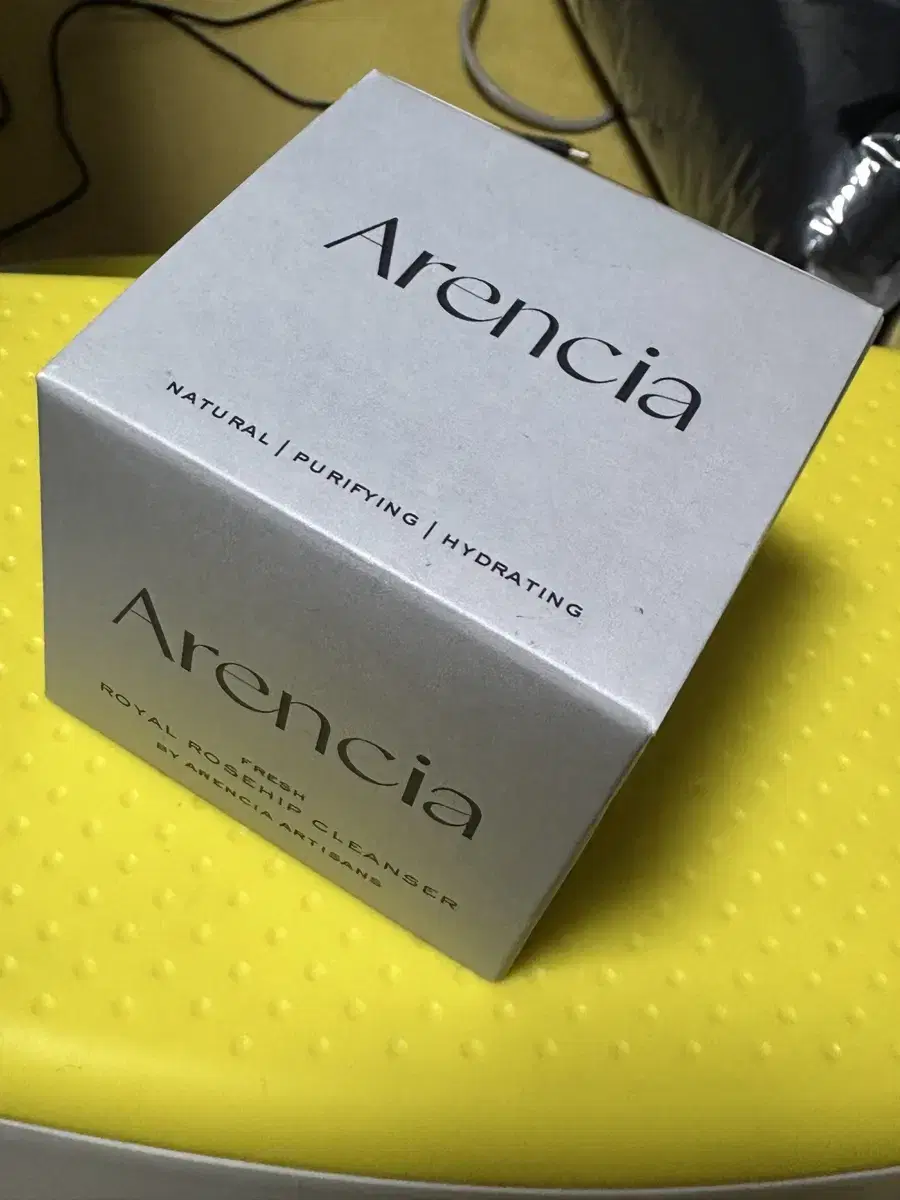 Arencia
NATURAL | PURIFYING | HYDRATING
Arencia
FRESH
ROYAL ROSEHIP CLEANSER
BY ARENCIA ARTISANS